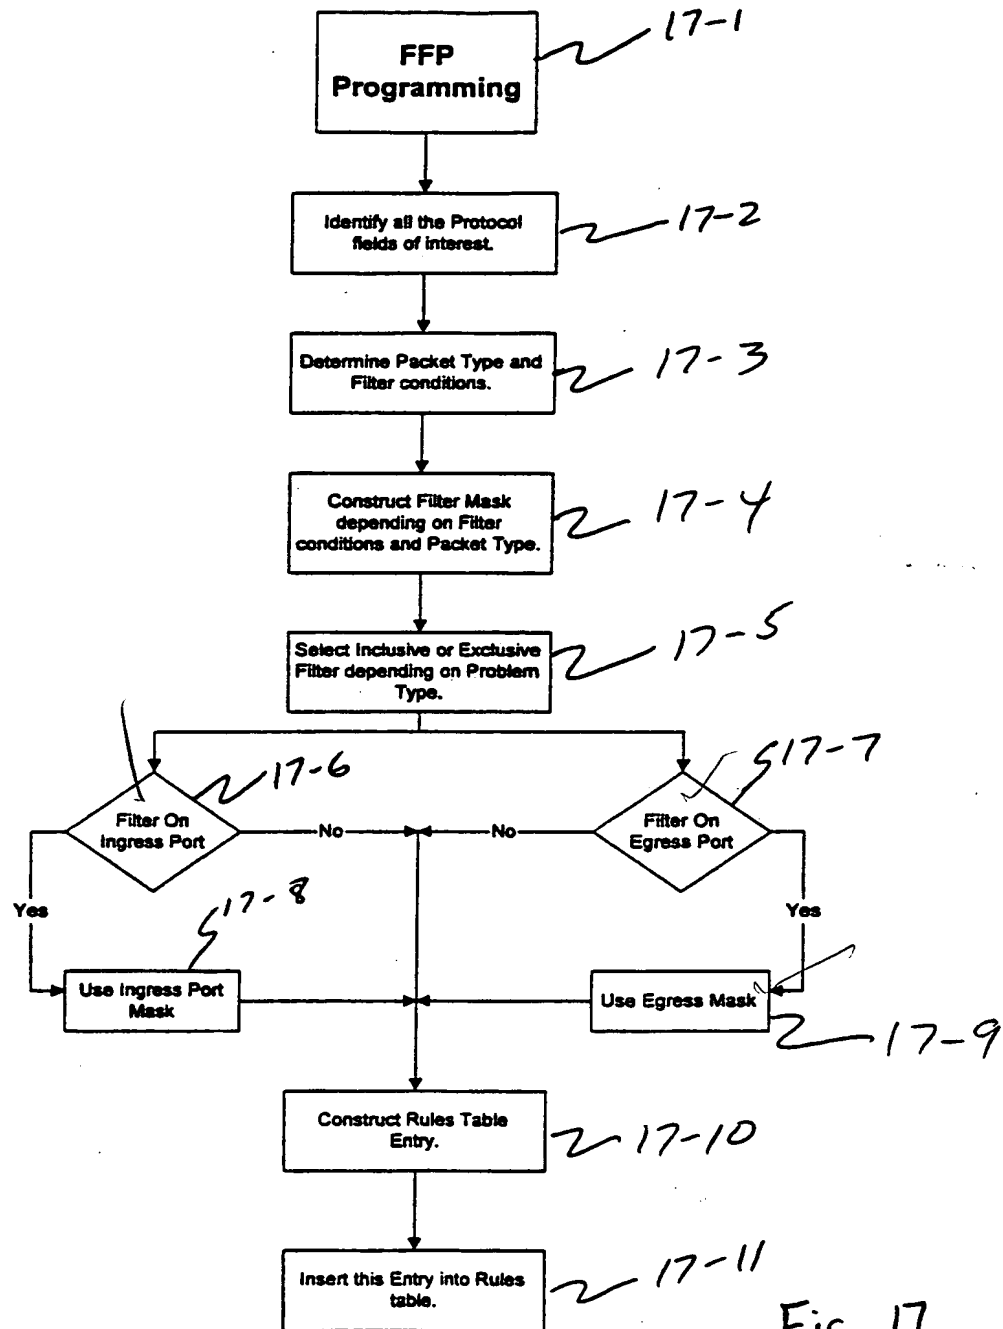 FFP
Programming
17-1
Identify all the Protocol
fields of interest.
17-2
Determine Packet Type and
Filter conditions.
17-3
Construct Filter Mask
depending on Filter
conditions and Packet Type.
17-4
Select Inclusive or Exclusive
Filter depending on Problem
Type.
17-5
Filter On
Ingress Port
17-6
No
No
Filter On
Egress Port
17-7
Yes
Yes
Use Ingress Port
Mask
17-8
Use Egress Mask
17-9
Construct Rules Table
Entry.
17-10
Insert this Entry into Rules
table.
17-11
Fig. 17